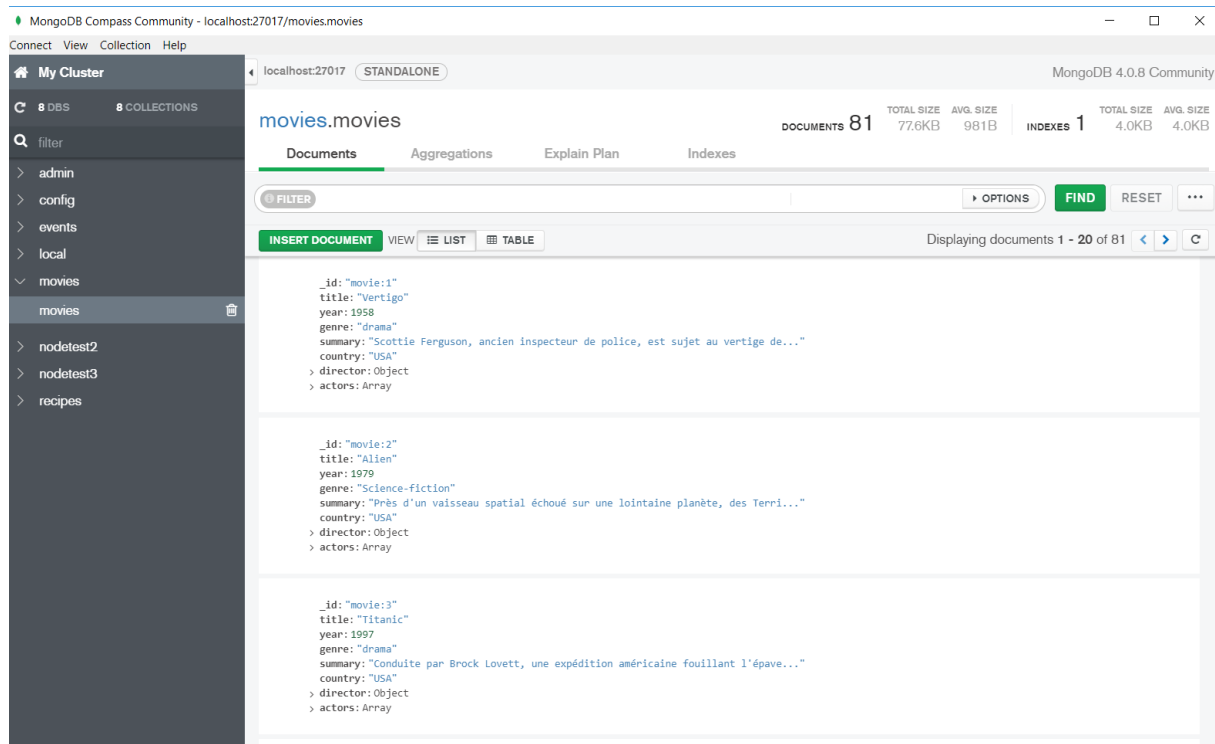 MongoDB Compass Community - localhost:27017/movies.movies
Connect View Collection Help
My Cluster
8 DBS 8 COLLECTIONS
filter
admin
config
events
local
movies
movies
nodetest2
nodetest3
recipes
localhost:27017 STANDALONE MongoDB 4.0.8 Community
movies.movies
DOCUMENTS 81 TOTAL SIZE 77.6KB AVG. SIZE 981B INDEXES 1 TOTAL SIZE 4.0KB AVG. SIZE 4.0KB
Documents Aggregations Explain Plan Indexes
FILTER OPTIONS FIND RESET ...
INSERT DOCUMENT VIEW LIST TABLE Displaying documents 1 - 20 of 81
_id:"movie:1"
title:"Vertigo"
year:1958
genre:"drama"
summary:"Scottie Ferguson, ancien inspecteur de police, est sujet au vertige de..."
country:"USA"
> director:Object
> actors:Array
_id:"movie:2"
title:"Alien"
year:1979
genre:"Science-fiction"
summary:"Près d'un vaisseau spatial échoué sur une lointaine planète, des Terri..."
country:"USA"
> director:Object
> actors:Array
_id:"movie:3"
title:"Titanic"
year:1997
genre:"drama"
summary:"Conduite par Brock Lovett, une expédition américaine fouillant l'épave..."
country:"USA"
> director:Object
> actors:Array